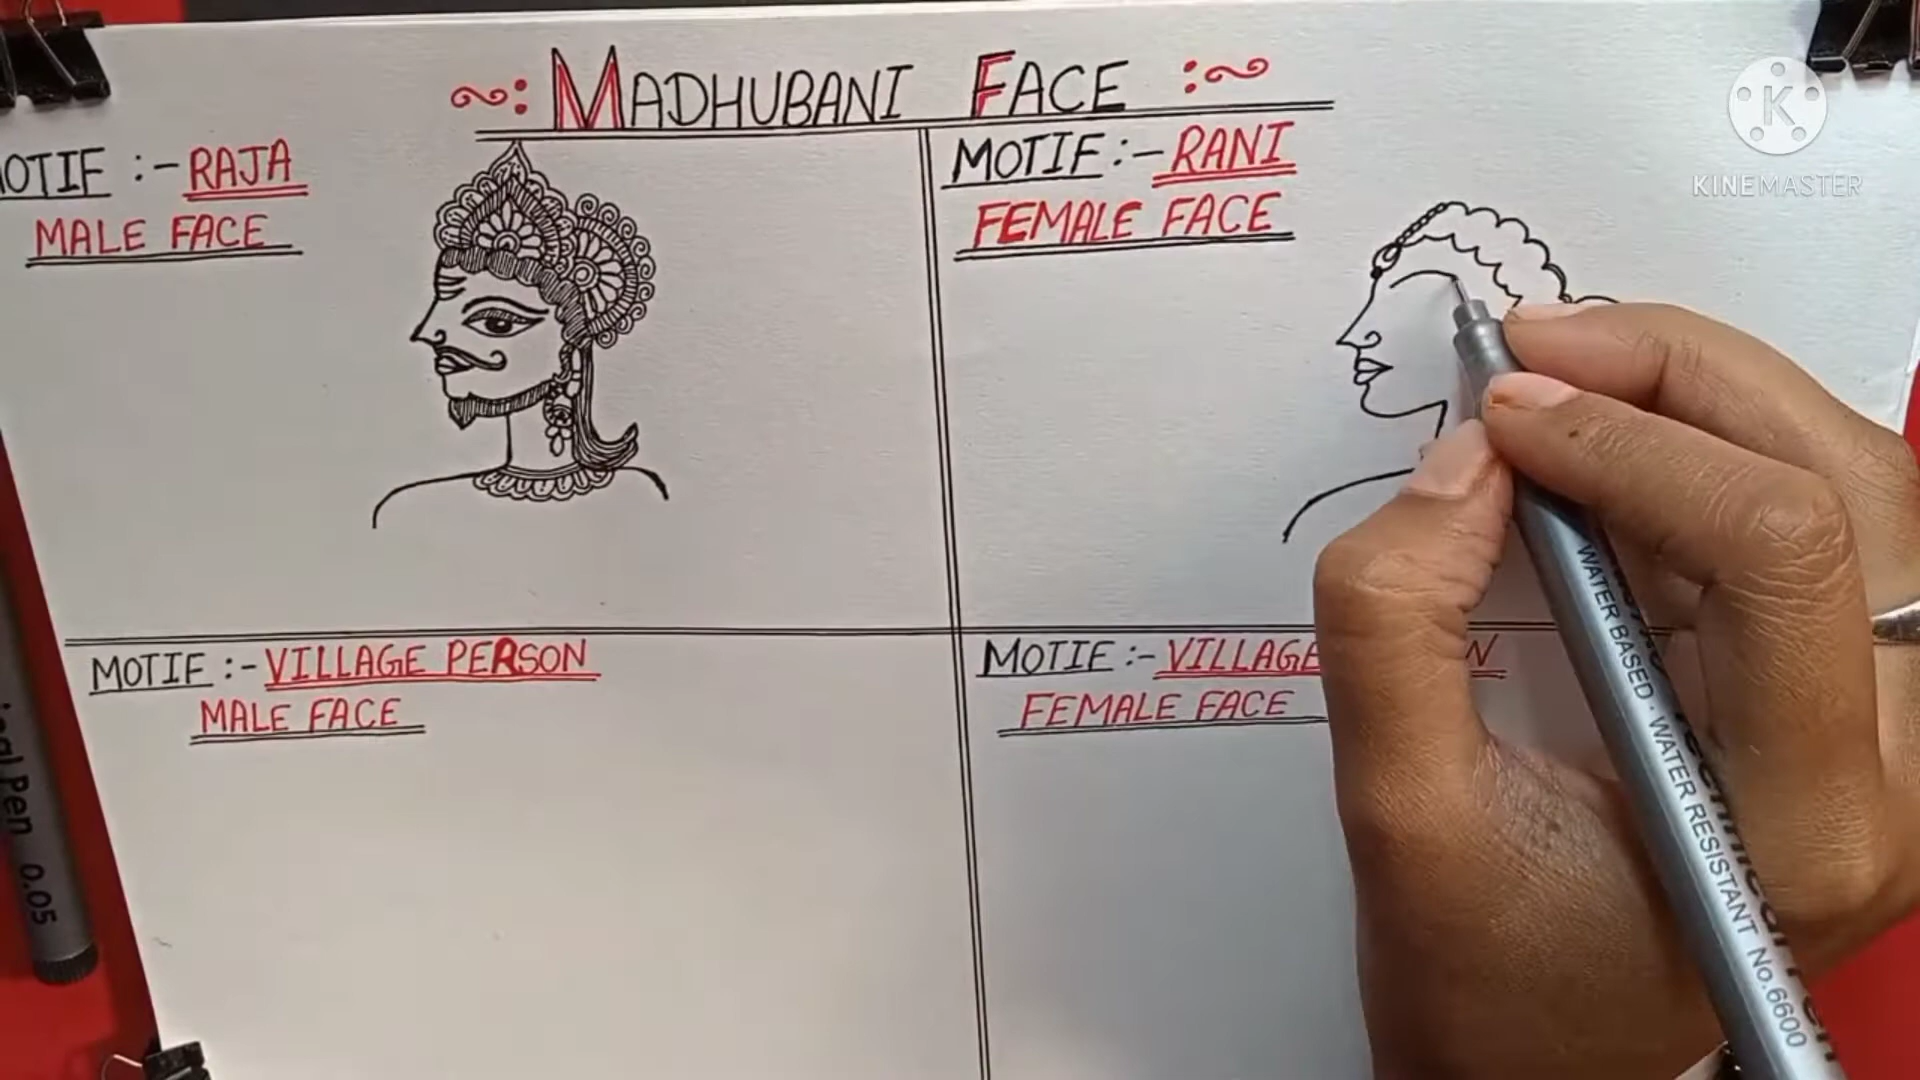 MADHUBANI FACE
MOTIF :- RAJA
MALE FACE
MOTIF :- RANI
FEMALE FACE
MOTIF :- VILLAGE PERSON
MALE FACE
MOTIF :- VILLAGE
FEMALE FACE
KINEMASTER
Pen 0.05
WATER BASED · WATER RESISTANT No.6600